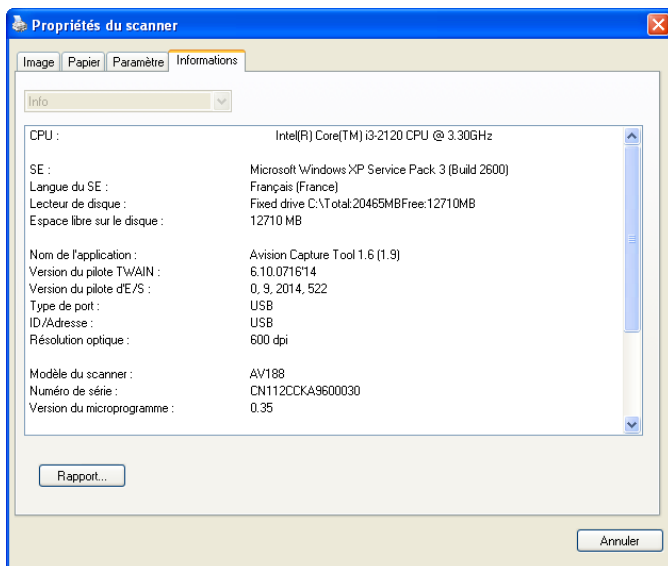 Propriétés du scanner
Image Papier Paramètre Informations
Info
CPU : Intel(R) Core(TM) i3-2120 CPU @ 3.30GHz
SE : Microsoft Windows XP Service Pack 3 (Build 2600)
Langue du SE : Français (France)
Lecteur de disque : Fixed drive C:\Total:20465MBFree:12710MB
Espace libre sur le disque : 12710 MB
Nom de l'application : Avision Capture Tool 1.6 (1.9)
Version du pilote TWAIN : 6.10.0716'14
Version du pilote d'E/S : 0, 9, 2014, 522
Type de port : USB
ID/Adresse : USB
Résolution optique : 600 dpi
Modèle du scanner : AV188
Numéro de série : CN112CCKA9600030
Version du microprogramme : 0.35
Rapport...
Annuler